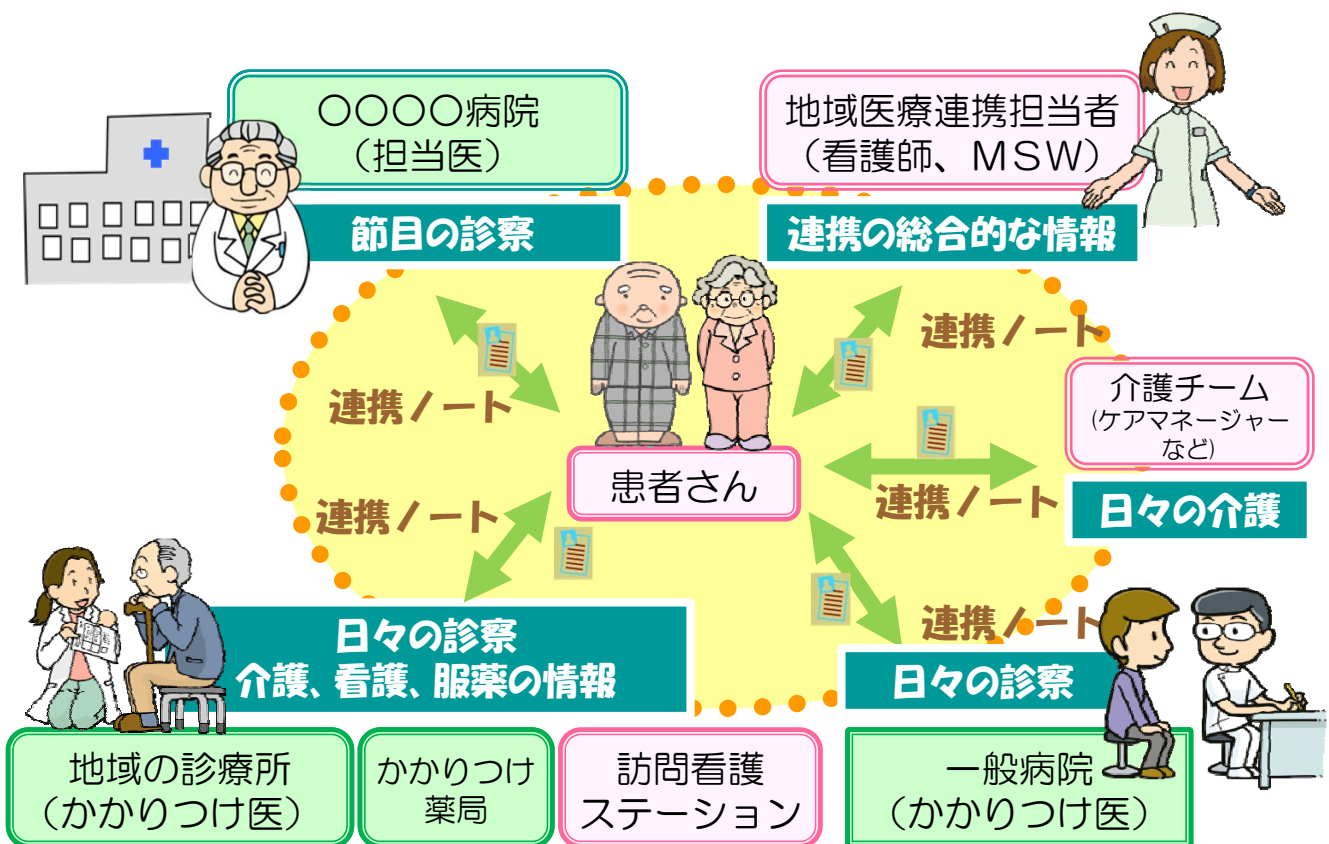 〇〇〇〇病院
（担当医）
地域医療連携担当者
（看護師、ＭＳＷ）
節目の診察
連携の総合的な情報
連携ノート
連携ノート
介護チーム
(ケアマネージャー
など)
患者さん
連携ノート
連携ノート
日々の介護
連携ノート
日々の診察
介護、看護、服薬の情報
日々の診察
地域の診療所
（かかりつけ医）
かかりつけ
薬局
訪問看護
ステーション
一般病院
（かかりつけ医）